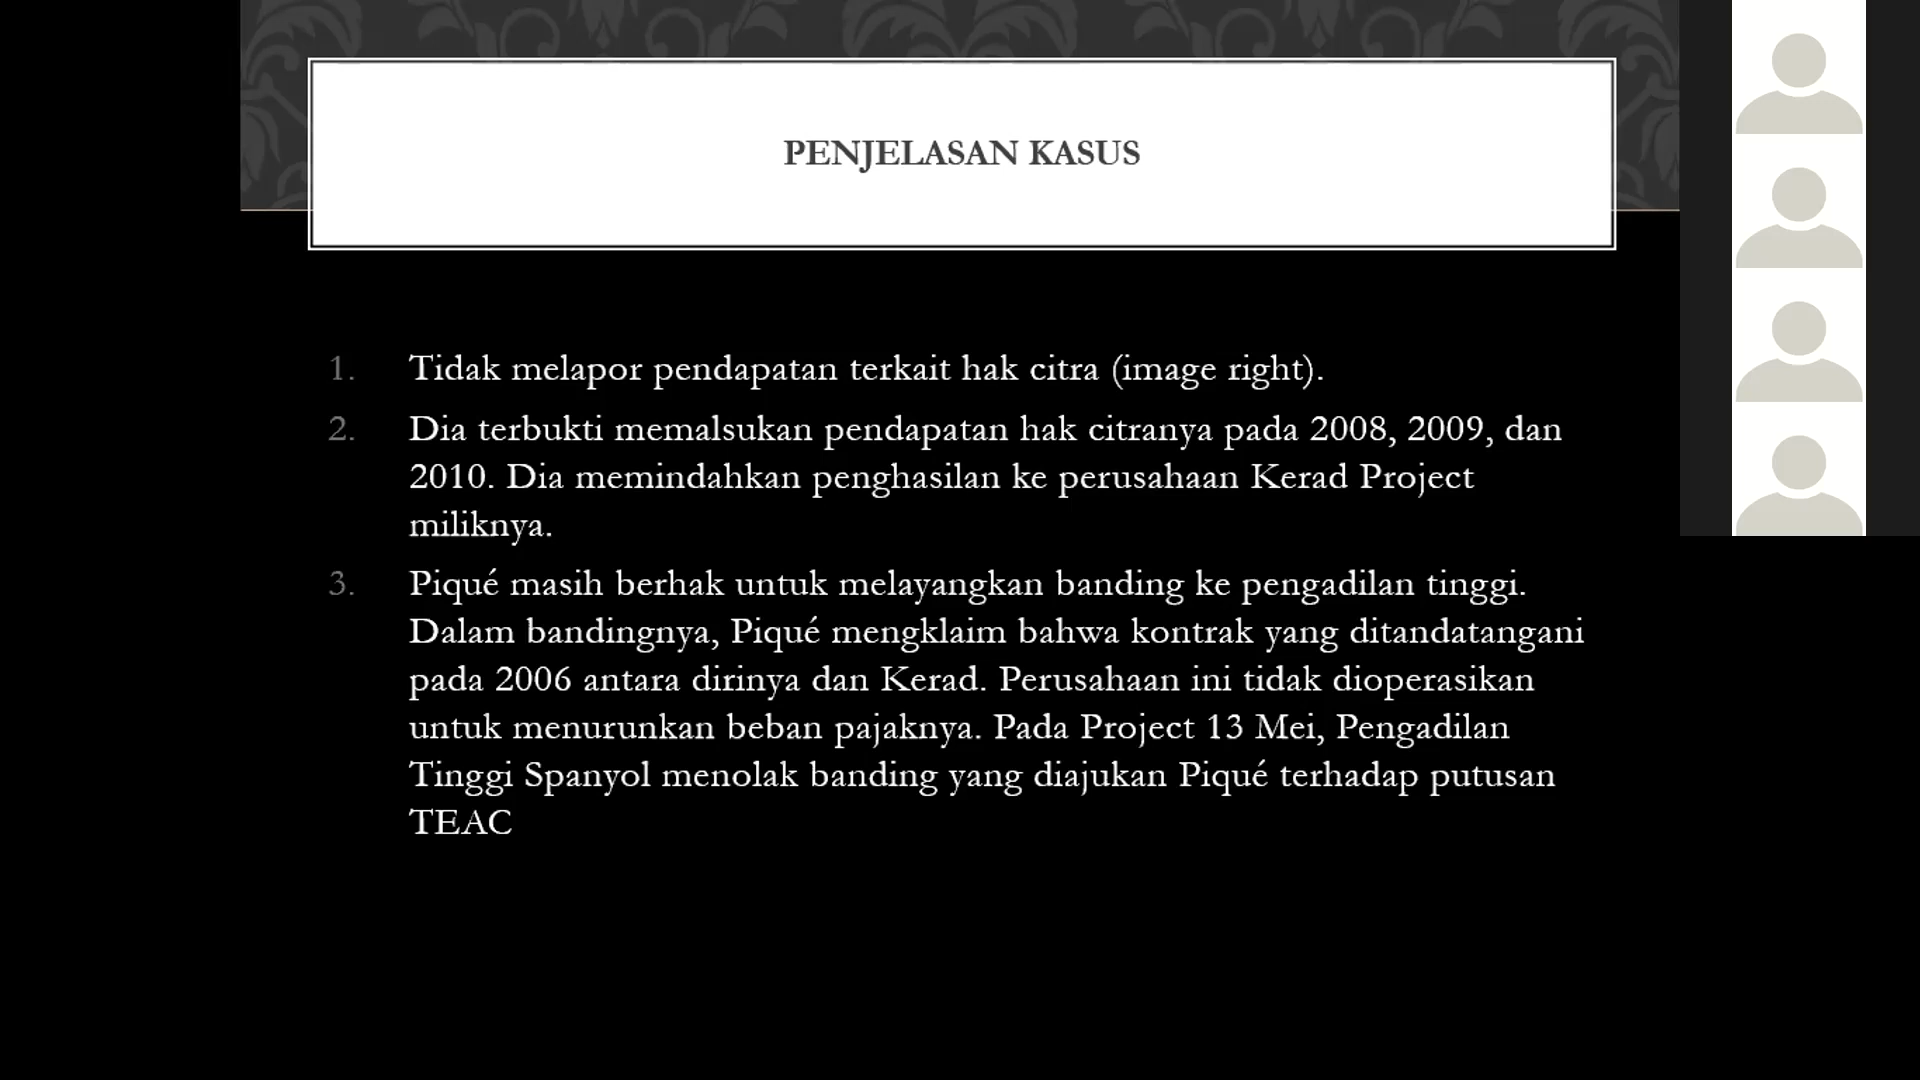 PENJELASAN KASUS
1. Tidak melapor pendapatan terkait hak citra (image right).
2. Dia terbukti memalsukan pendapatan hak citranya pada 2008, 2009, dan
2010. Dia memindahkan penghasilan ke perusahaan Kerad Project
miliknya.
3. Piqué masih berhak untuk melayangkan banding ke pengadilan tinggi.
Dalam bandingnya, Piqué mengklaim bahwa kontrak yang ditandatangani
pada 2006 antara dirinya dan Kerad. Perusahaan ini tidak dioperasikan
untuk menurunkan beban pajaknya. Pada Project 13 Mei, Pengadilan
Tinggi Spanyol menolak banding yang diajukan Piqué terhadap putusan
TEAC